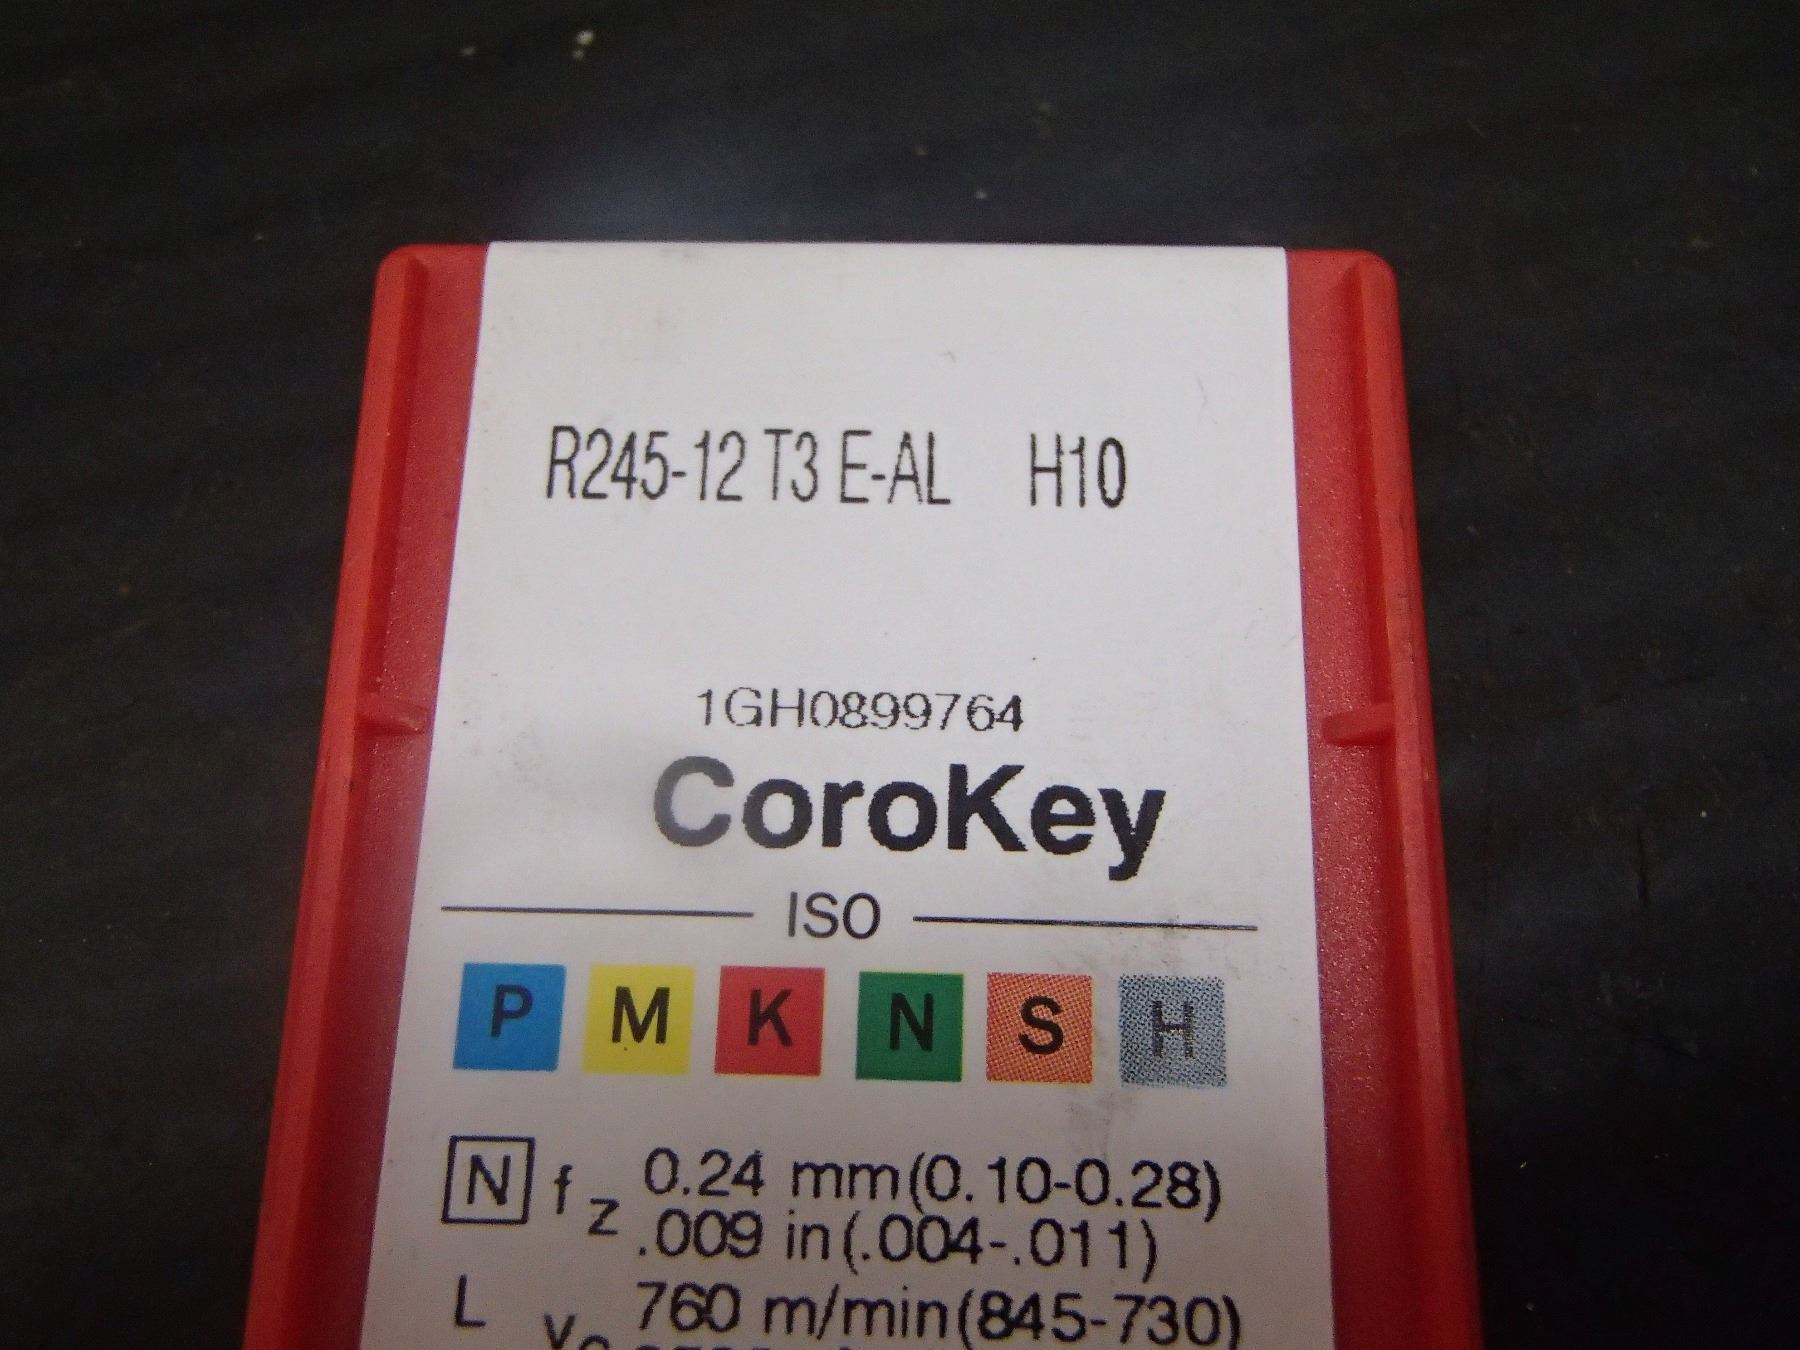 R245-12 T3 E-AL H10
1GH0899764
CoroKey
ISO
P M K N S H
N f z 0.24 mm(0.10-0.28)
.009 in(.004-.011)
L vc 760 m/min(845-730)